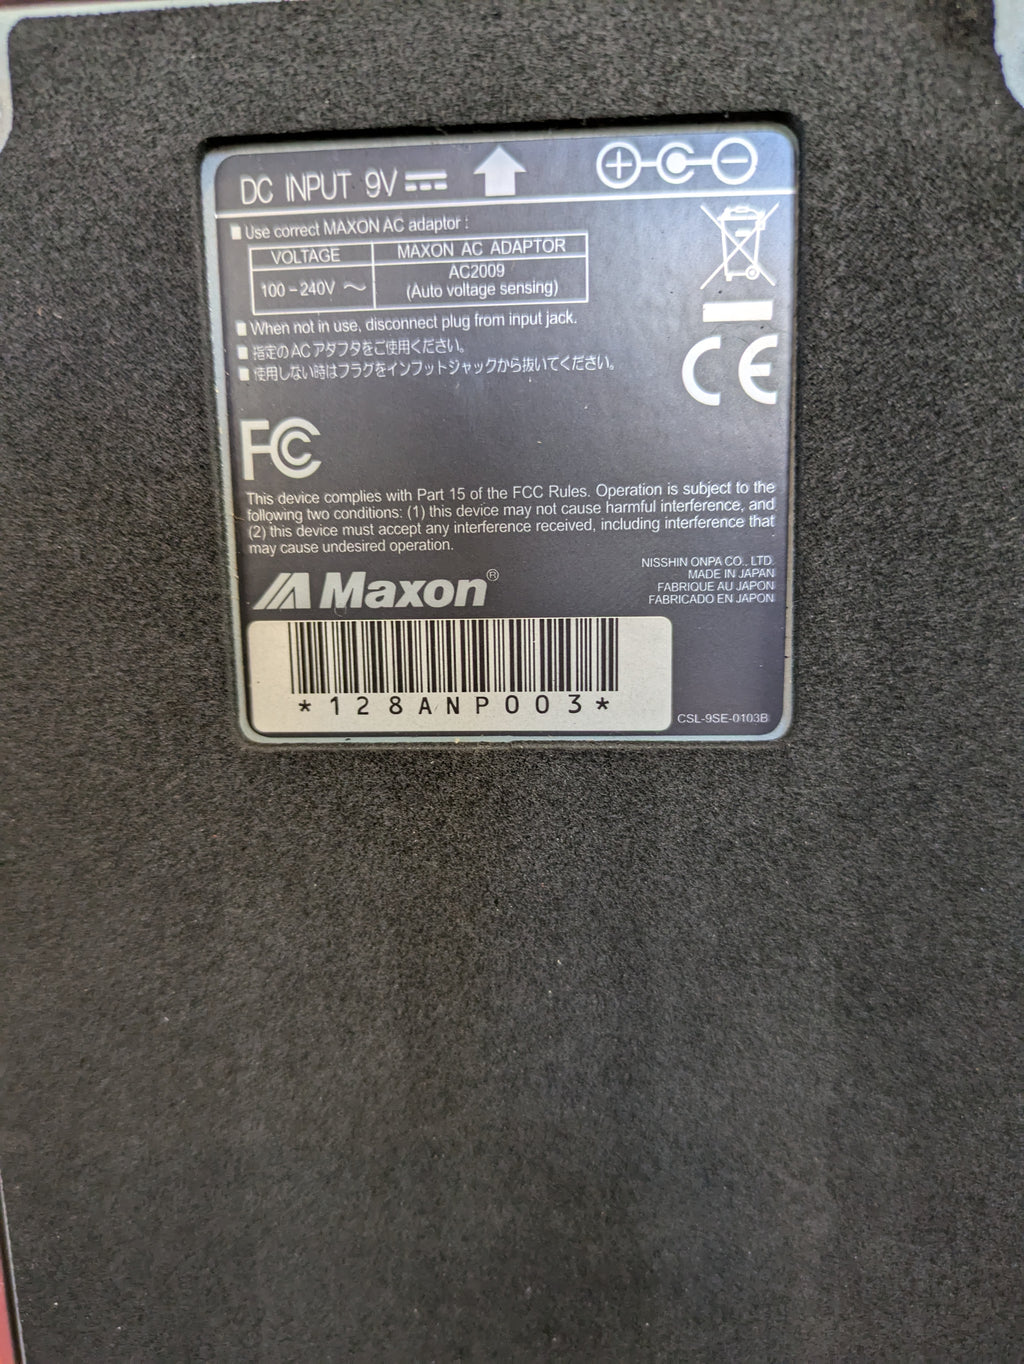 DC INPUT 9V
Use correct MAXON AC adaptor :
VOLTAGE MAXON AC ADAPTOR
100-240V ～ AC2009
(Auto voltage sensing)
When not in use, disconnect plug from input jack.
指定のACアダプタをご使用ください。
使用しない時はプラグをインプットジャックから抜いてください。
CE
FC
This device complies with Part 15 of the FCC Rules. Operation is subject to the
following two conditions: (1) this device may not cause harmful interference, and
(2) this device must accept any interference received, including interference that
may cause undesired operation.
Maxon®
NISSHIN ONPA CO., LTD.
MADE IN JAPAN
FABRIQUE AU JAPON
FABRICADO EN JAPON
*128ANP003*
CSL-9SE-0103B